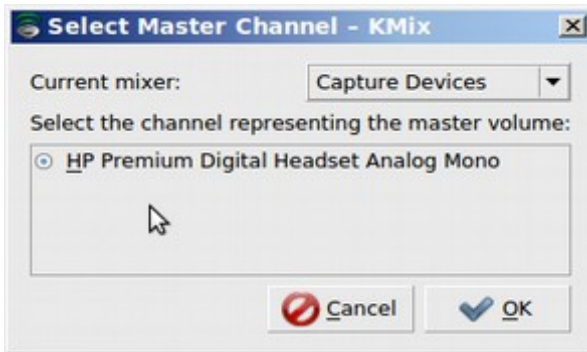 Select Master Channel – KMix
Current mixer: Capture Devices
Select the channel representing the master volume:
HP Premium Digital Headset Analog Mono
Cancel OK